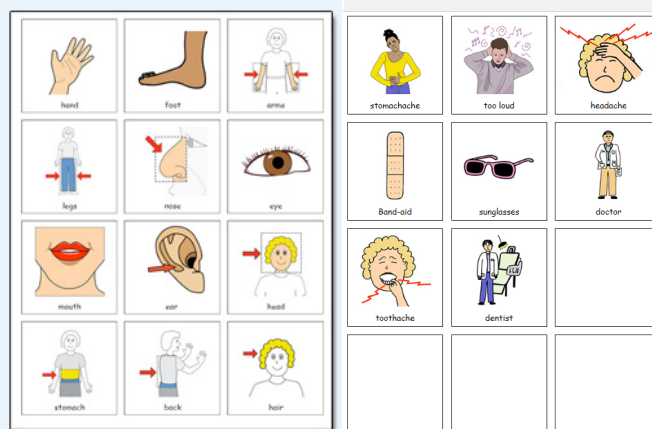 hand
foot
arms
legs
nose
eye
mouth
ear
head
stomach
back
hair
stomachache
too loud
headache
Band-aid
sunglasses
doctor
toothache
dentist